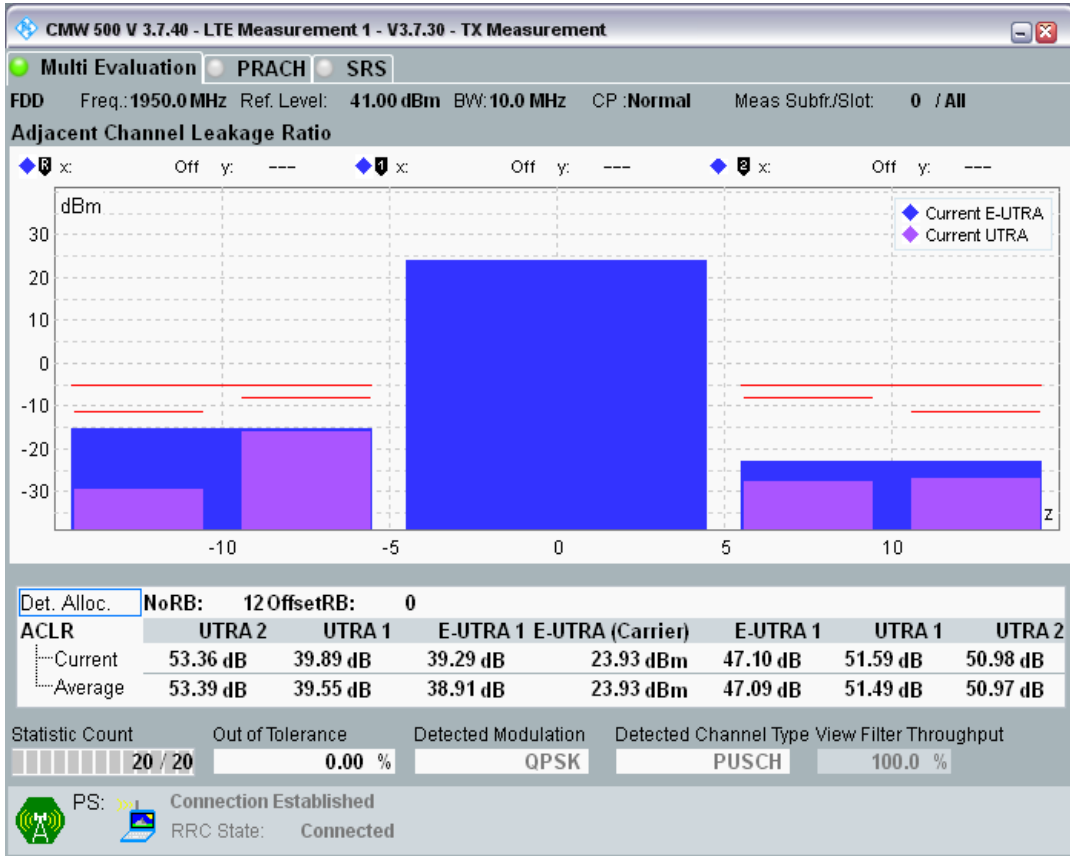 CMW 500 V 3.7.40 - LTE Measurement 1 - V3.7.30 - TX Measurement
Multi Evaluation PRACH SRS
FDD Freq.: 1950.0 MHz Ref. Level: 41.00 dBm BW: 10.0 MHz CP :Normal Meas Subfr./Slot: 0 / All
Adjacent Channel Leakage Ratio
R x: Off y: --- 1 x: Off y: --- 2 x: Off y: ---
dBm
Current E-UTRA
Current UTRA
30
20
10
0
-10
-20
-30
z
-10 -5 0 5 10
Det. Alloc. NoRB: 12 OffsetRB: 0
ACLR UTRA 2 UTRA 1 E-UTRA 1 E-UTRA (Carrier) E-UTRA 1 UTRA 1 UTRA 2
Current 53.36 dB 39.89 dB 39.29 dB 23.93 dBm 47.10 dB 51.59 dB 50.98 dB
Average 53.39 dB 39.55 dB 38.91 dB 23.93 dBm 47.09 dB 51.49 dB 50.97 dB
Statistic Count Out of Tolerance Detected Modulation Detected Channel Type View Filter Throughput
20 / 20 0.00 % QPSK PUSCH 100.0 %
PS: Connection Established
RRC State: Connected